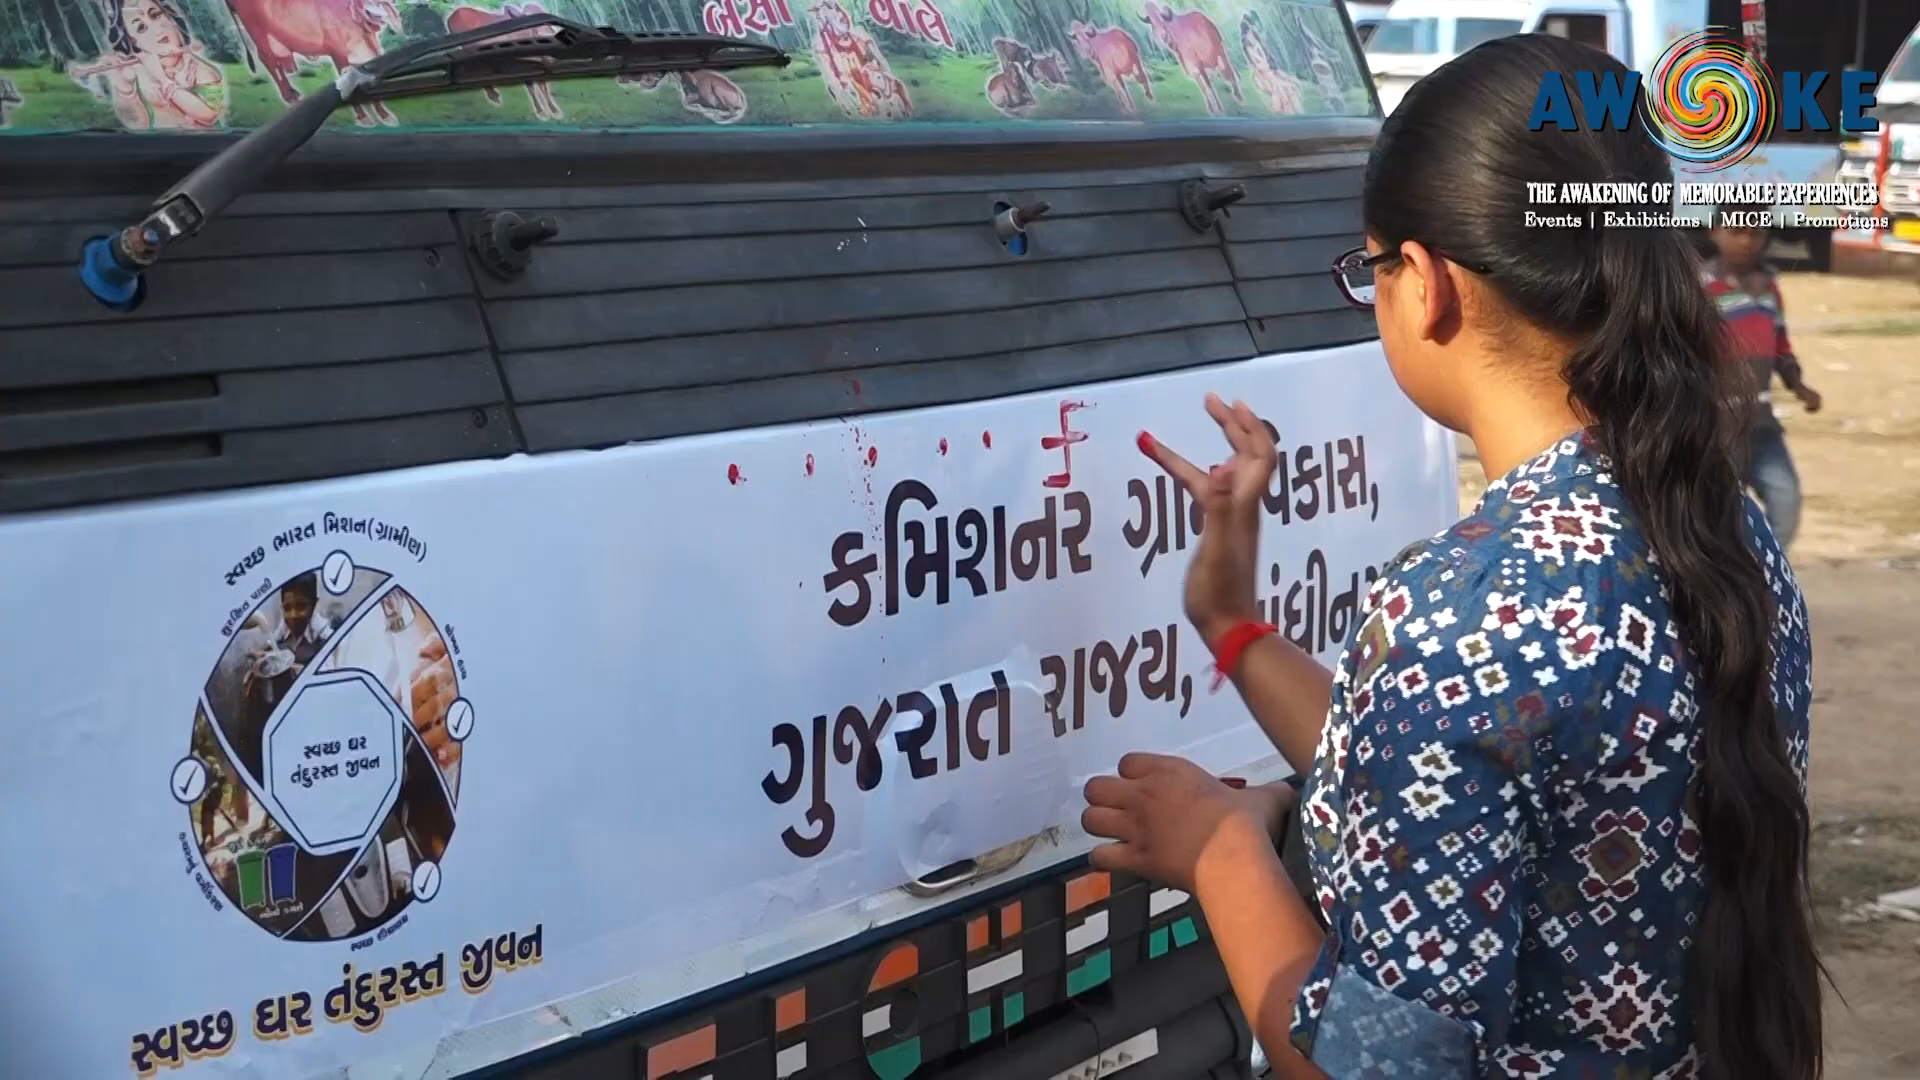 AWOKE
THE AWAKENING OF MEMORABLE EXPERIENCES
Events | Exhibitions | MICE | Promotions
વાલે
કમિશનર ગ્રામ વિકાસ,
ગુજરાત રાજય,
સ્વચ્છ ભારત મિશન(ગ્રામીણ)
સ્વચ્છ ઘર
તંદુરસ્ત જીવન
સ્વચ્છ ઘર તંદુરસ્ત જીવન
EICHER